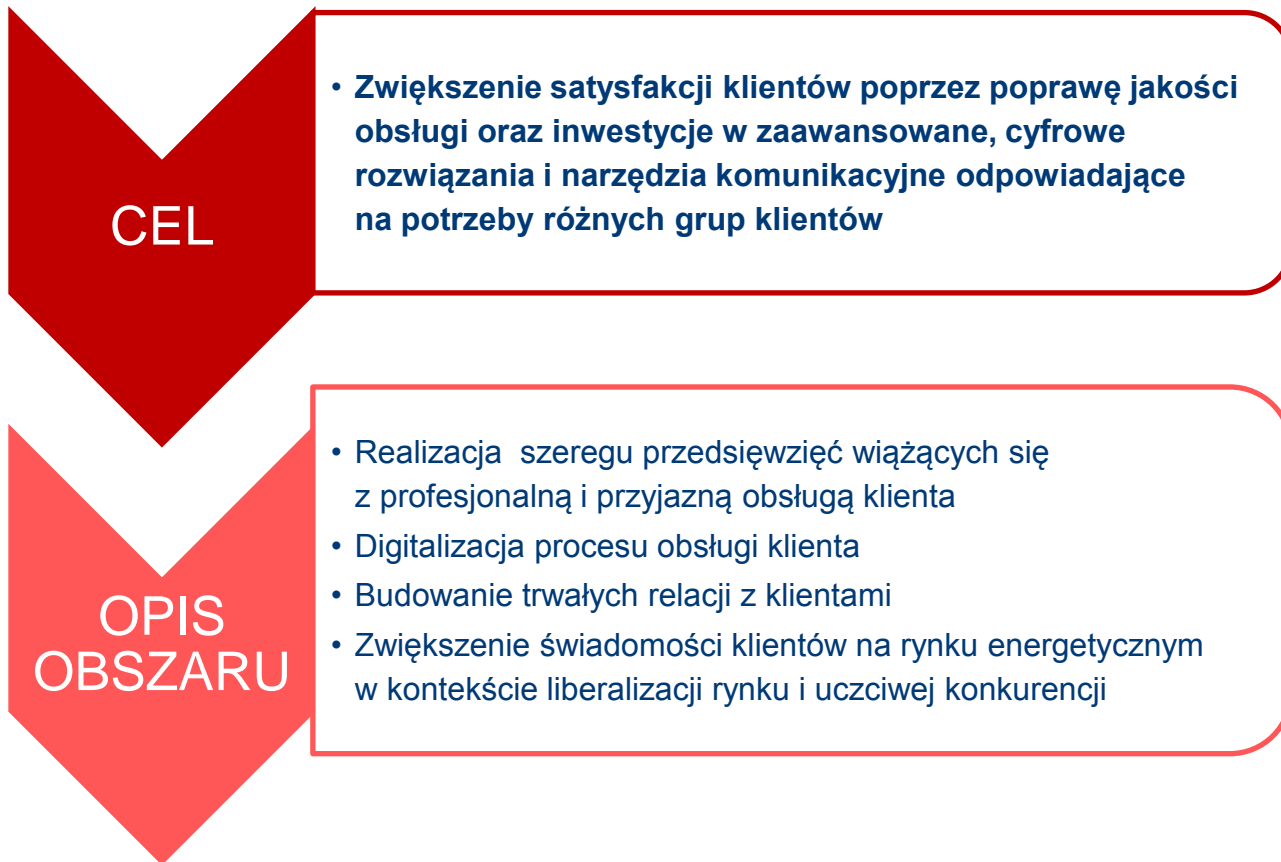 CEL
• Zwiększenie satysfakcji klientów poprzez poprawę jakości
obsługi oraz inwestycje w zaawansowane, cyfrowe
rozwiązania i narzędzia komunikacyjne odpowiadające
na potrzeby różnych grup klientów
OPIS
OBSZARU
• Realizacja szeregu przedsięwzięć wiążących się
z profesjonalną i przyjazną obsługą klienta
• Digitalizacja procesu obsługi klienta
• Budowanie trwałych relacji z klientami
• Zwiększenie świadomości klientów na rynku energetycznym
w kontekście liberalizacji rynku i uczciwej konkurencji